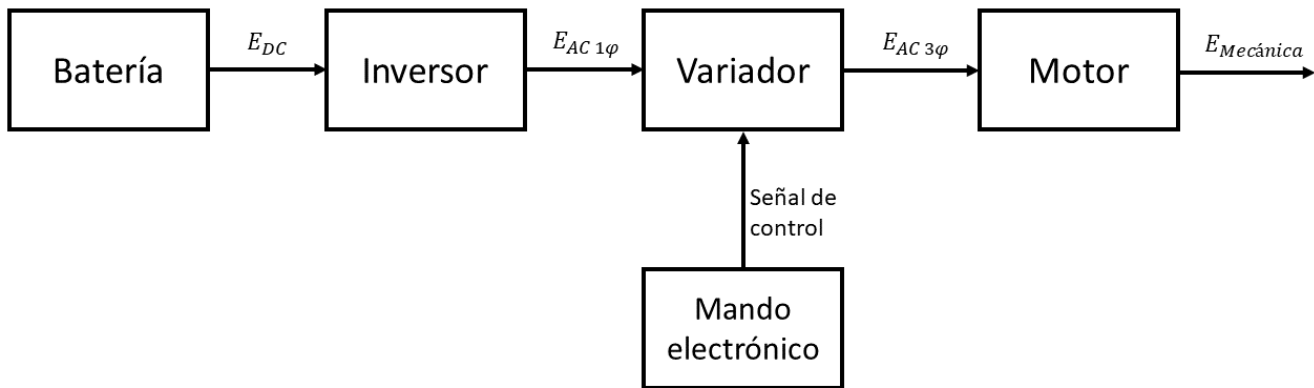 Batería
E_DC
Inversor
E_AC 1φ
Variador
E_AC 3φ
Motor
E_Mecánica
Señal de
control
Mando
electrónico